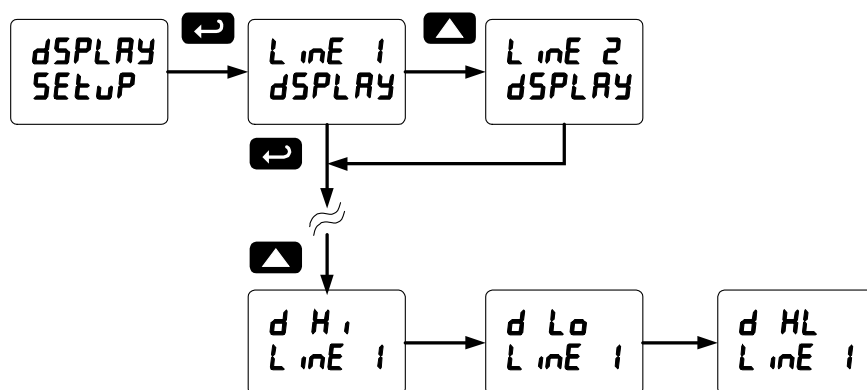 dSPLAY
SEtuP
LinE 1
dSPLAY
LinE 2
dSPLAY
d Hi
LinE 1
d Lo
LinE 1
d HL
LinE 1